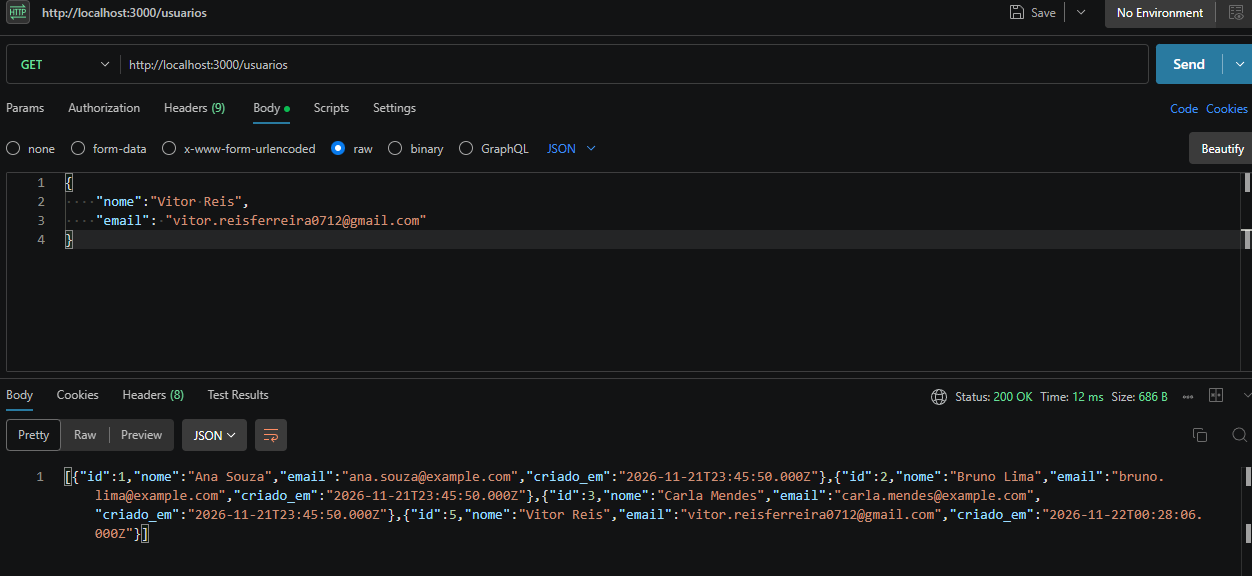 HTTP http://localhost:3000/usuarios Save No Environment
GET http://localhost:3000/usuarios Send
Params Authorization Headers (9) Body Scripts Settings Code Cookies
none form-data x-www-form-urlencoded raw binary GraphQL JSON Beautify
1 {
2 "nome":"Vitor Reis",
3 "email": "vitor.reisferreira0712@gmail.com"
4 }
Body Cookies Headers (8) Test Results Status: 200 OK Time: 12 ms Size: 686 B
Pretty Raw Preview JSON
1 [{"id":1,"nome":"Ana Souza","email":"ana.souza@example.com","criado_em":"2026-11-21T23:45:50.000Z"},{"id":2,"nome":"Bruno Lima","email":"bruno.
lima@example.com","criado_em":"2026-11-21T23:45:50.000Z"},{"id":3,"nome":"Carla Mendes","email":"carla.mendes@example.com",
"criado_em":"2026-11-21T23:45:50.000Z"},{"id":5,"nome":"Vitor Reis","email":"vitor.reisferreira0712@gmail.com","criado_em":"2026-11-22T00:28:06.
000Z"}]